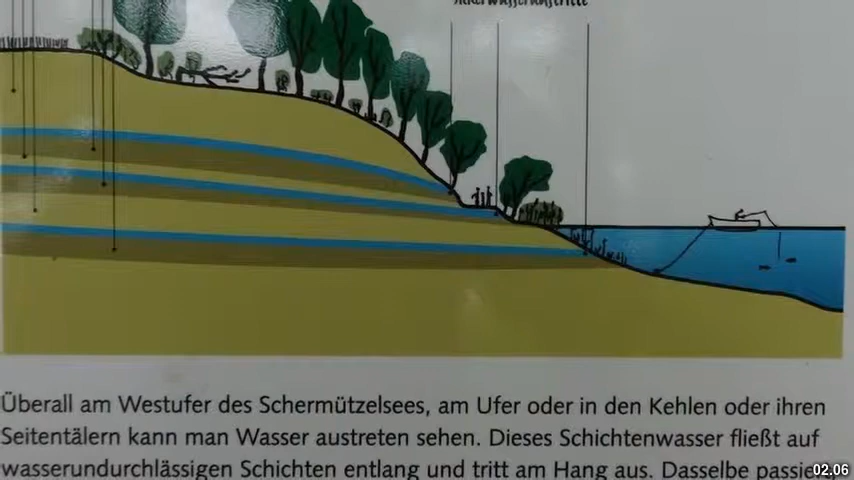 Überall am Westufer des Schermützelsees, am Ufer oder in den Kehlen oder ihren
Seitentälern kann man Wasser austreten sehen. Dieses Schichtenwasser fließt auf
wasserundurchlässigen Schichten entlang und tritt am Hang aus. Dasselbe
02.06